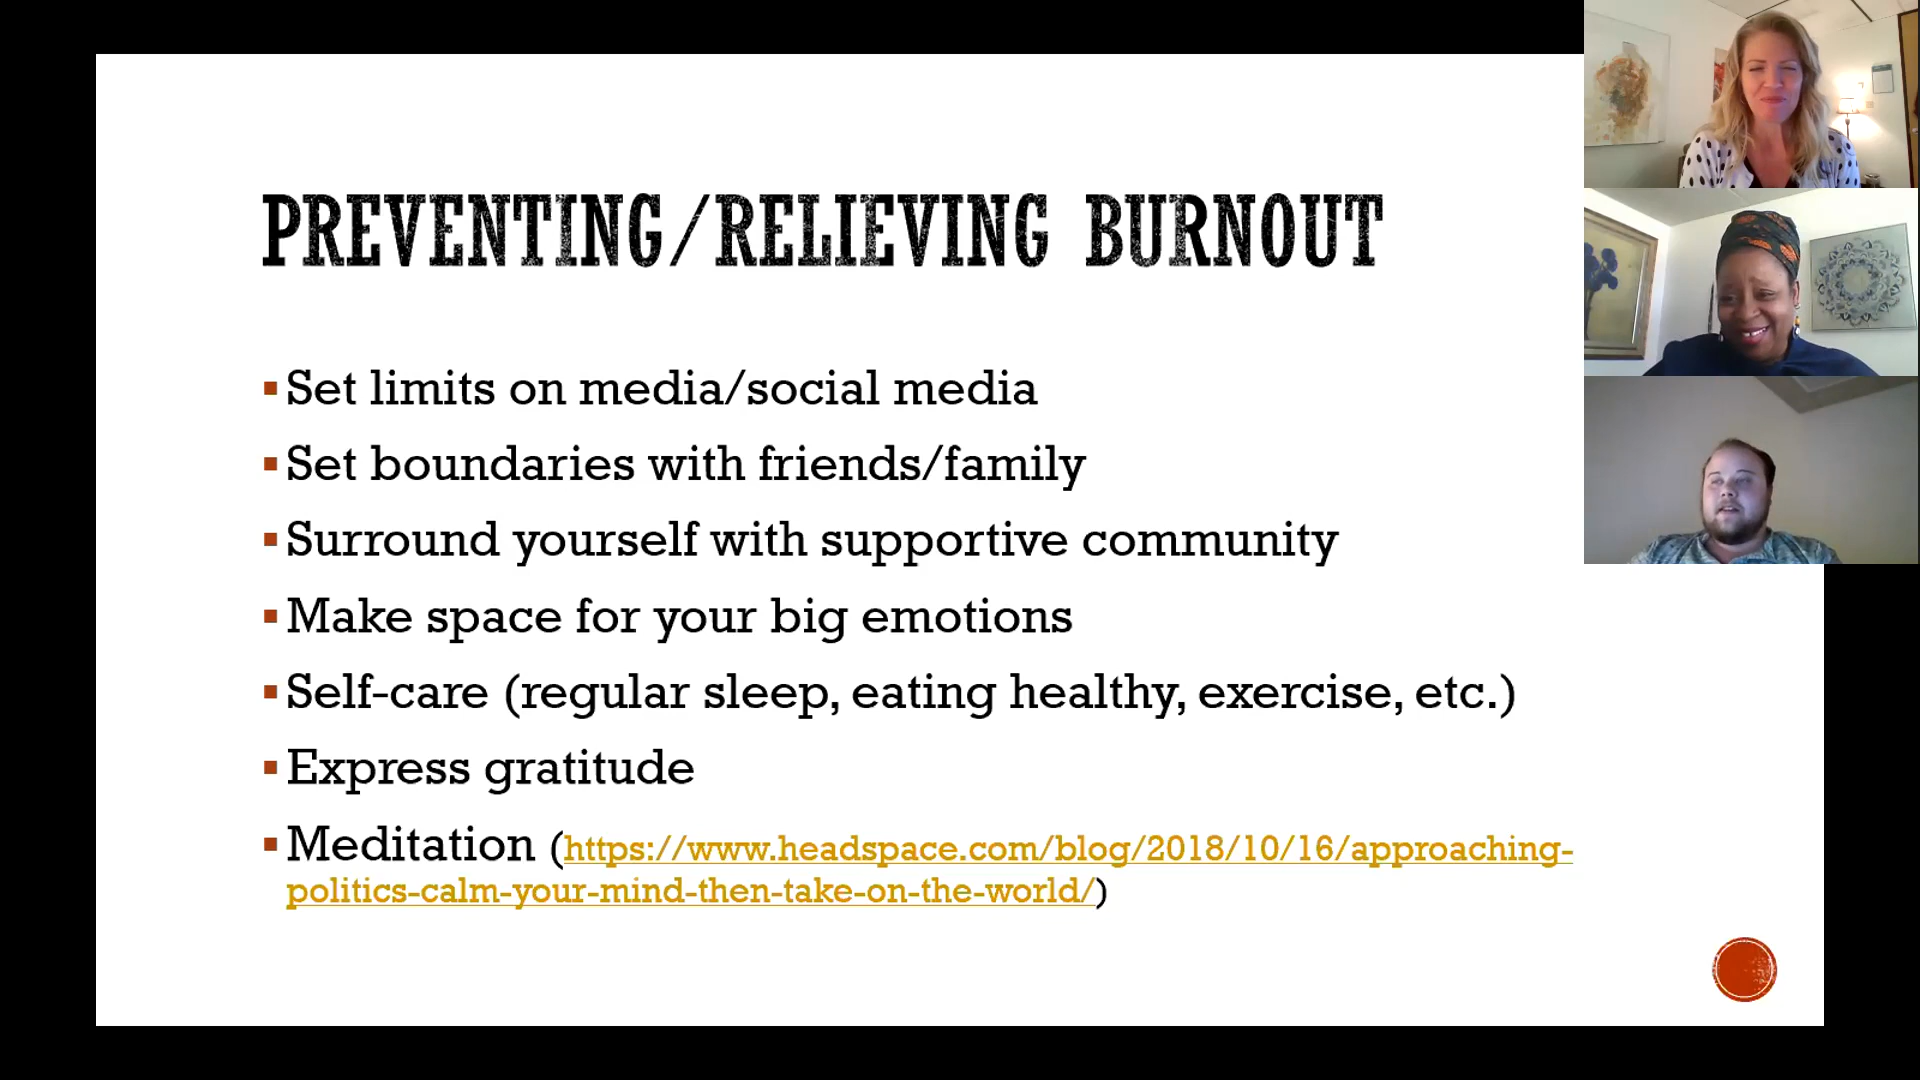 PREVENTING/RELIEVING BURNOUT
Set limits on media/social media
Set boundaries with friends/family
Surround yourself with supportive community
Make space for your big emotions
Self-care (regular sleep, eating healthy, exercise, etc.)
Express gratitude
Meditation (https://www.headspace.com/blog/2018/10/16/approaching-
politics-calm-your-mind-then-take-on-the-world/)